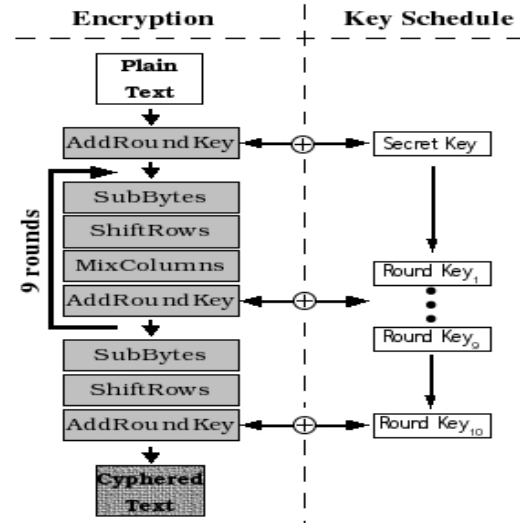 Encryption
Key Schedule
Plain
Text
AddRoundKey
Secret Key
SubBytes
ShiftRows
MixColumns
AddRoundKey
9 rounds
Round Key1
Round Key9
SubBytes
ShiftRows
AddRoundKey
Round Key10
Cyphered
Text